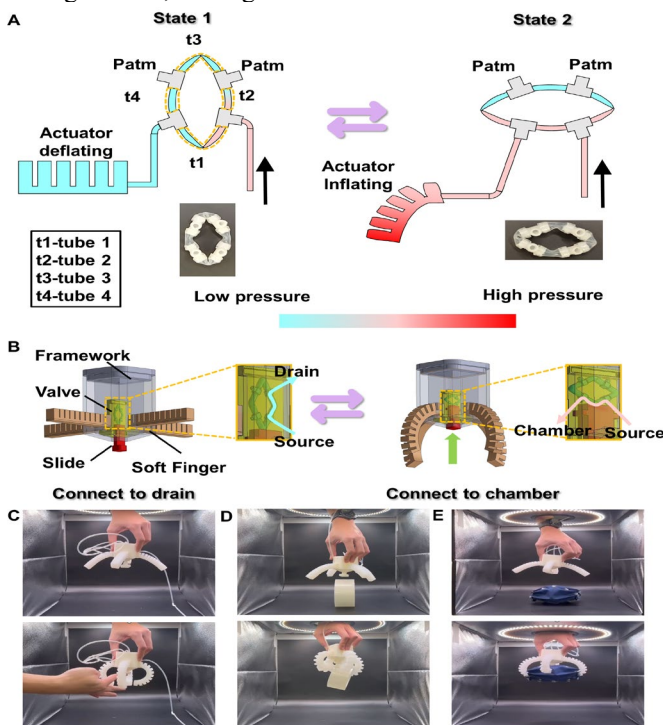 A
State 1
State 2
t3
Patm Patm
t4 t2
t1
Actuator
deflating
Patm Patm
Actuator
Inflating
t1-tube 1
t2-tube 2
t3-tube 3
t4-tube 4
Low pressure
High pressure
B
Framework
Valve
Slide
Soft Finger
Drain
Source
Chamber
Source
Connect to drain
Connect to chamber
C
D
E